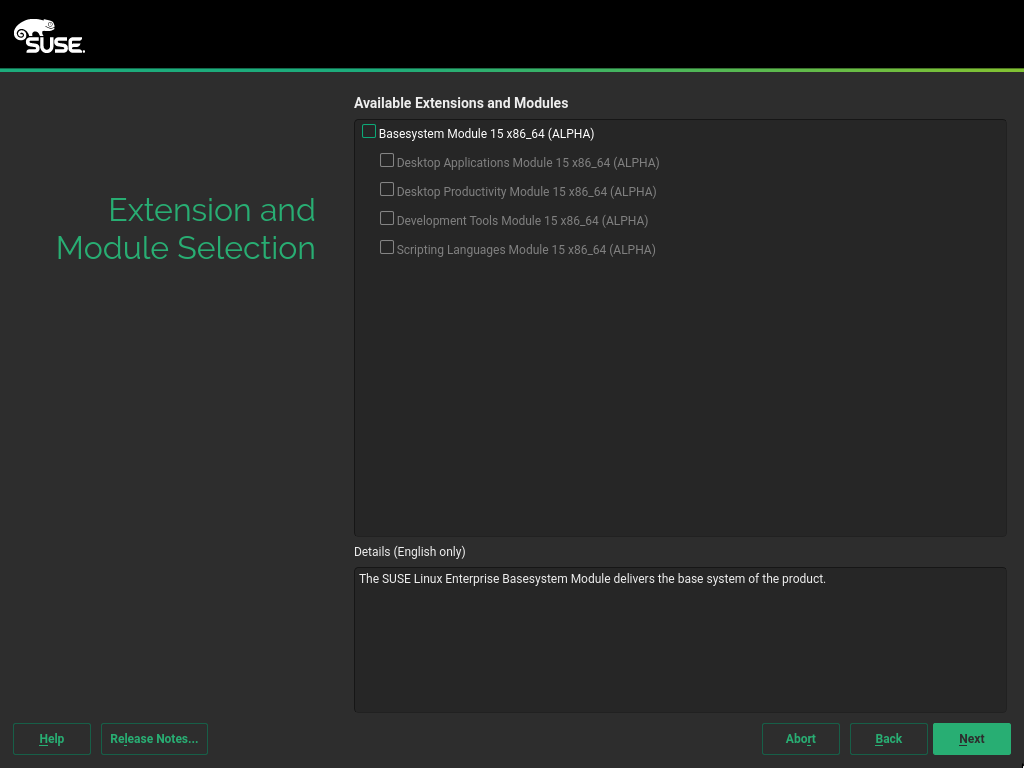 SUSE.
Extension and
Module Selection
Available Extensions and Modules
Basesystem Module 15 x86_64 (ALPHA)
Desktop Applications Module 15 x86_64 (ALPHA)
Desktop Productivity Module 15 x86_64 (ALPHA)
Development Tools Module 15 x86_64 (ALPHA)
Scripting Languages Module 15 x86_64 (ALPHA)
Details (English only)
The SUSE Linux Enterprise Basesystem Module delivers the base system of the product.
Help Release Notes... Abort Back Next